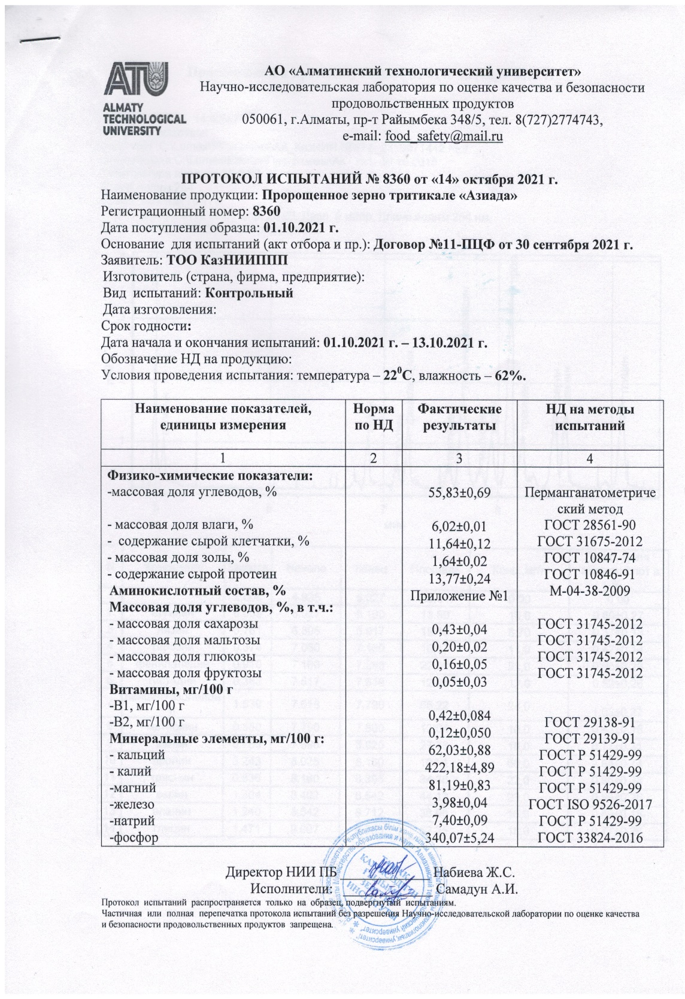 ATU
ALMATY
TECHNOLOGICAL
UNIVERSITY
АО «Алматинский технологический университет»
Научно-исследовательская лаборатория по оценке качества и безопасности
продовольственных продуктов
050061, г.Алматы, пр-т Райымбека 348/5, тел. 8(727)2774743,
e-mail: food_safety@mail.ru
ПРОТОКОЛ ИСПЫТАНИЙ № 8360 от «14» октября 2021 г.
Наименование продукции: Пророщенное зерно тритикале «Азиада»
Регистрационный номер: 8360
Дата поступления образца: 01.10.2021 г.
Основание для испытаний (акт отбора и пр.): Договор №11-ПЦФ от 30 сентября 2021 г.
Заявитель: ТОО КазНИИППП
Изготовитель (страна, фирма, предприятие):
Вид испытаний: Контрольный
Дата изготовления:
Срок годности:
Дата начала и окончания испытаний: 01.10.2021 г. – 13.10.2021 г.
Обозначение НД на продукцию:
Условия проведения испытания: температура – 22⁰С, влажность – 62%.
Наименование показателей, единицы измерения | Норма по НД | Фактические результаты | НД на методы испытаний
1 2 3 4
Физико-химические показатели:
-массовая доля углеводов, % 55,83±0,69 Перманганатометриче
ский метод
- массовая доля влаги, % 6,02±0,01 ГОСТ 28561-90
- содержание сырой клетчатки, % 11,64±0,12 ГОСТ 31675-2012
- массовая доля золы, % 1,64±0,02 ГОСТ 10847-74
- содержание сырой протеин 13,77±0,24 ГОСТ 10846-91
Аминокислотный состав, % Приложение №1 М-04-38-2009
Массовая доля углеводов, %, в т.ч.:
- массовая доля сахарозы 0,43±0,04 ГОСТ 31745-2012
- массовая доля мальтозы 0,20±0,02 ГОСТ 31745-2012
- массовая доля глюкозы 0,16±0,05 ГОСТ 31745-2012
- массовая доля фруктозы 0,05±0,03 ГОСТ 31745-2012
Витамины, мг/100 г
-В1, мг/100 г 0,42±0,084 ГОСТ 29138-91
-В2, мг/100 г 0,12±0,050 ГОСТ 29139-91
Минеральные элементы, мг/100 г:
- кальций 62,03±0,88 ГОСТ Р 51429-99
- калий 422,18±4,89 ГОСТ Р 51429-99
-магний 81,19±0,83 ГОСТ Р 51429-99
-железо 3,98±0,04 ГОСТ ISO 9526-2017
-натрий 7,40±0,09 ГОСТ Р 51429-99
-фосфор 340,07±5,24 ГОСТ 33824-2016
Директор НИИ ПБ Набиева Ж.С.
Исполнители: Самадун А.И.
Протокол испытаний распространяется только на образец, подвергнутый испытаниям.
Частичная или полная перепечатка протокола испытаний без разрешения Научно-исследовательской лаборатории по оценке качества
и безопасности продовольственных продуктов запрещена.